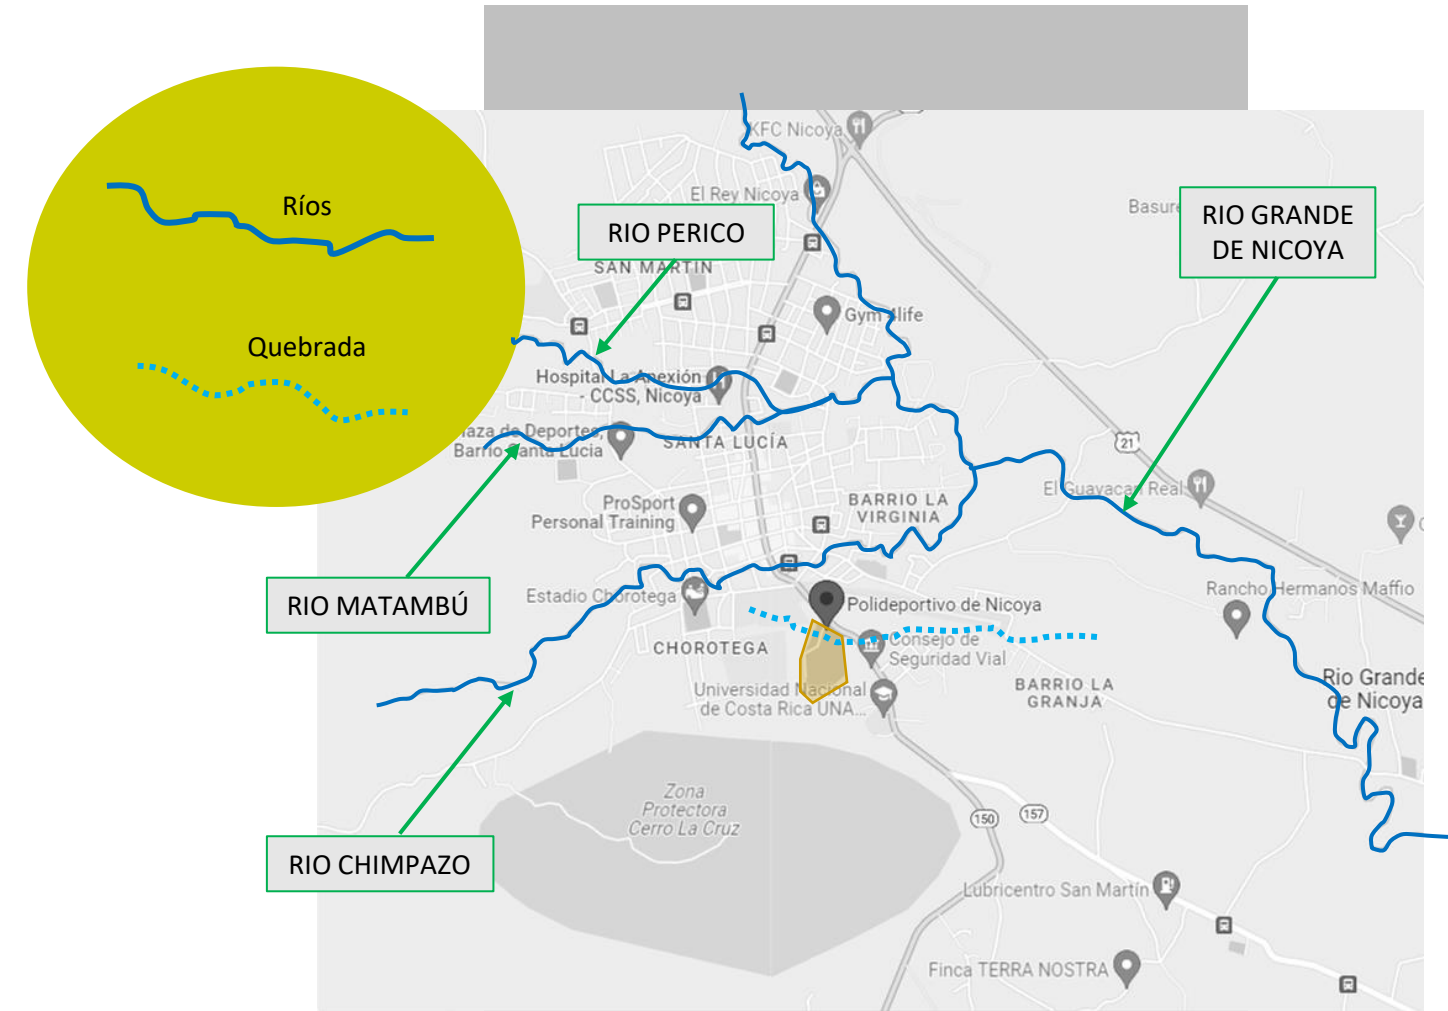 KFC Nicoya
El Rey Nicoya
RIO PERICO
RIO GRANDE
DE NICOYA
Ríos
SAN MARTIN
Gym 4life
Quebrada
Hospital La Anexión
- CCSS, Nicoya
21
Barrio Santa Lucia
SANTA LUCÍA
El Guayacan Real
BARRIO LA
VIRGINIA
ProSport
Personal Training
RIO MATAMBÚ
Estadio Chorotega
Polideportivo de Nicoya
Rancho Hermanos Maffio
CHOROTEGA
Consejo de
Seguridad Vial
Universidad Nacional
de Costa Rica UNA...
BARRIO LA
GRANJA
Rio Grande
de Nicoya
Zona
Protectora
Cerro La Cruz
150
157
RIO CHIMPAZO
Lubricentro San Martín
Finca TERRA NOSTRA